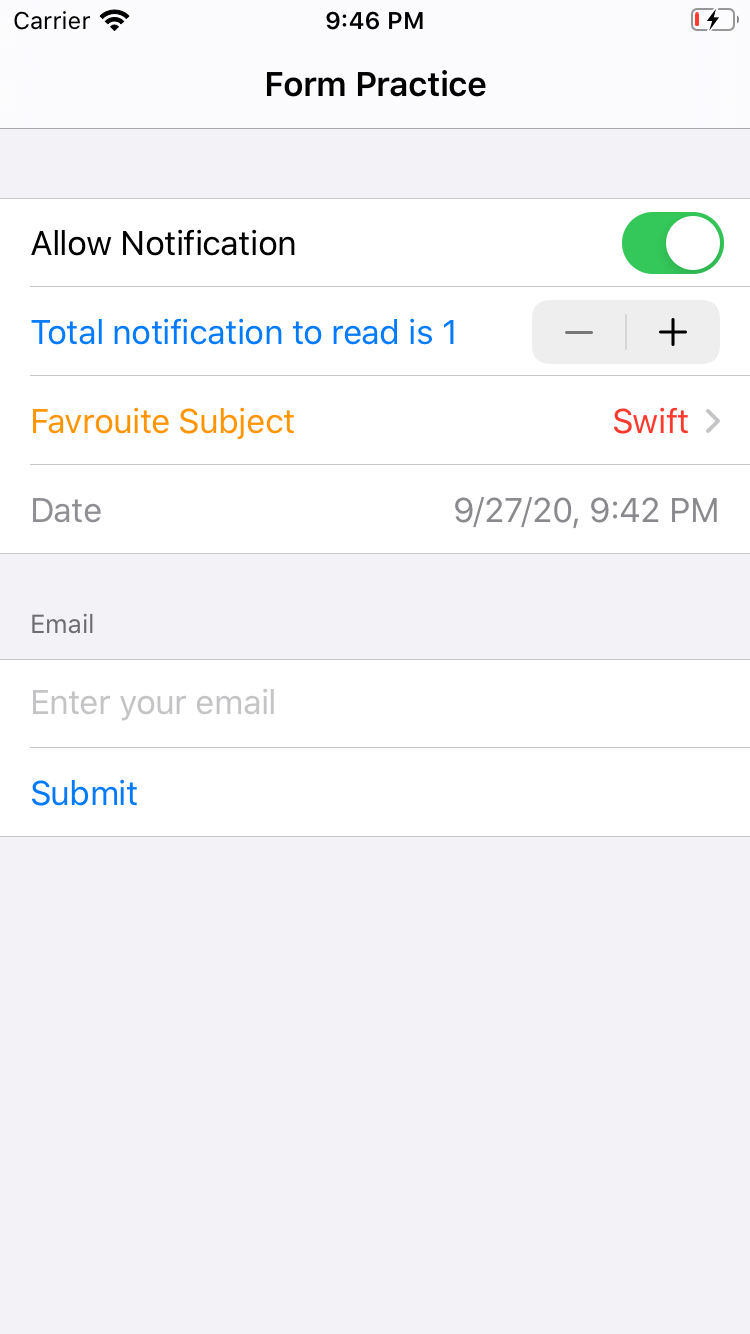 Carrier 9:46 PM
Form Practice
Allow Notification
Total notification to read is 1
Favrouite Subject Swift
Date 9/27/20, 9:42 PM
Email
Enter your email
Submit